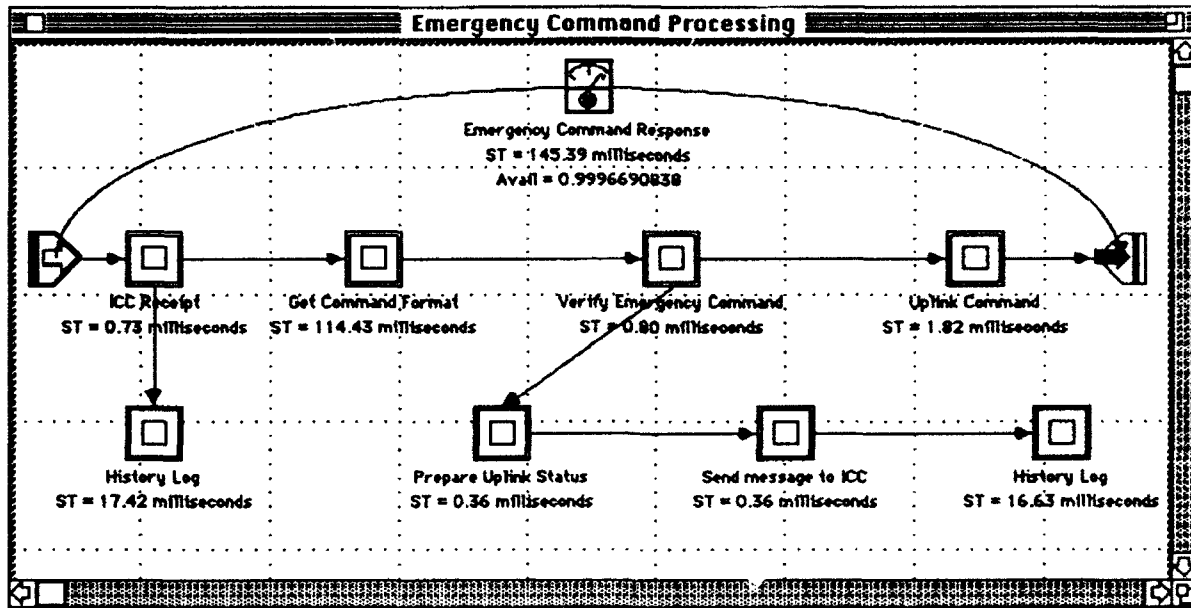 Emergency Command Processing
Emergency Command Response
ST = 145.39 milliseconds
Avail = 0.9996690838
ICC Receipt
ST = 0.73 milliseconds
Get Command Format
ST = 114.43 milliseconds
Verify Emergency Command
ST = 0.80 milliseconds
Uplink Command
ST = 1.82 milliseconds
History Log
ST = 17.42 milliseconds
Prepare Uplink Status
ST = 0.36 milliseconds
Send message to ICC
ST = 0.36 milliseconds
History Log
ST = 16.63 milliseconds